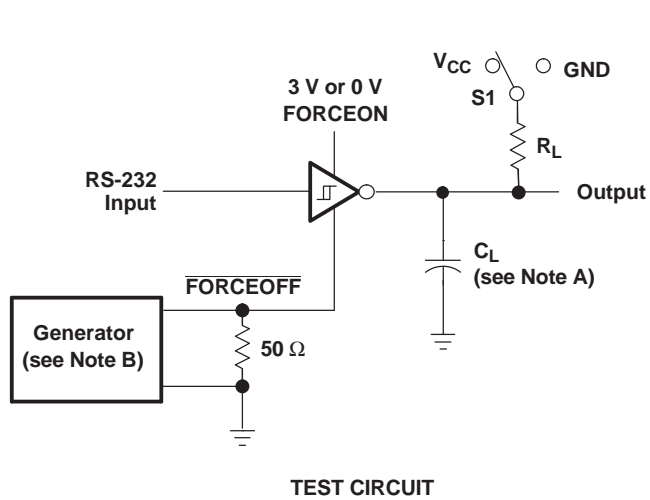 VCC
GND
S1
3 V or 0 V
FORCEON
RL
RS-232
Input
Output
CL
(see Note A)
FORCEOFF
Generator
(see Note B)
50 Ω
TEST CIRCUIT